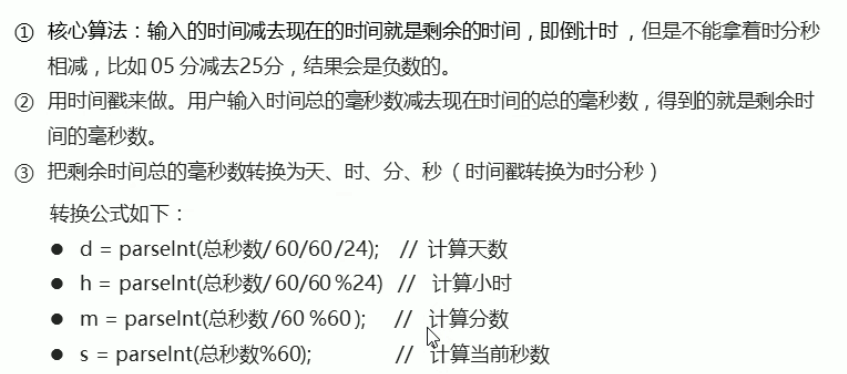 ① 核心算法：输入的时间减去现在的时间就是剩余的时间，即倒计时 ，但是不能拿着时分秒
相减，比如 05 分减去25分，结果会是负数的。
② 用时间戳来做。用户输入时间总的毫秒数减去现在时间的总的毫秒数，得到的就是剩余时
间的毫秒数。
③ 把剩余时间总的毫秒数转换为天、时、分、秒 （ 时间戳转换为时分秒 ）
转换公式如下：
● d = parseInt(总秒数/ 60/60 /24); // 计算天数
● h = parseInt(总秒数/ 60/60 %24) // 计算小时
● m = parseInt(总秒数 /60 %60 ); // 计算分数
● s = parseInt(总秒数%60); // 计算当前秒数